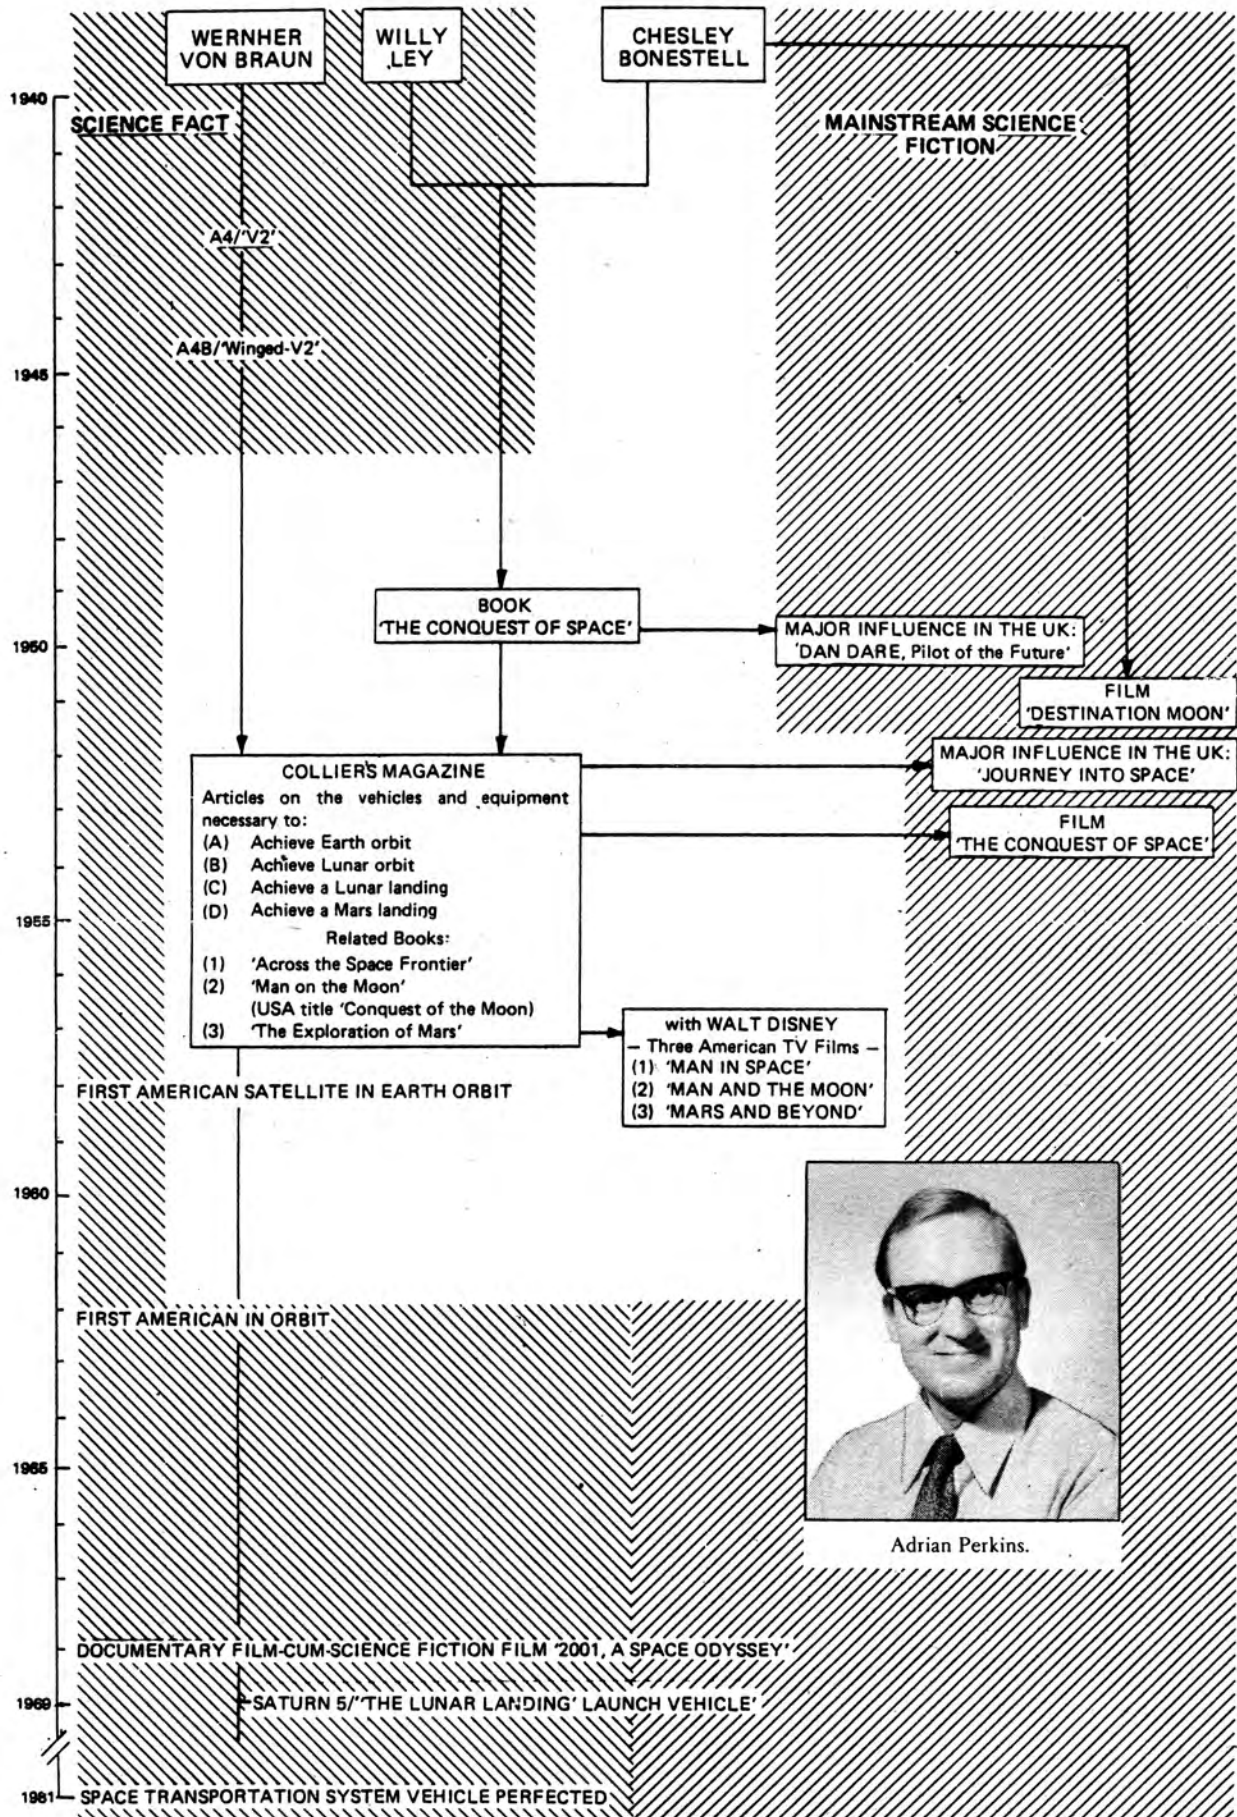 WERNHER
VON BRAUN
WILLY
LEY
CHESLEY
BONESTELL
1940
SCIENCE FACT
MAINSTREAM SCIENCE
FICTION
A4/'V2'
A4B/'Winged-V2'
1945
BOOK
'THE CONQUEST OF SPACE'
MAJOR INFLUENCE IN THE UK:
'DAN DARE, Pilot of the Future'
1950
FILM
'DESTINATION MOON'
MAJOR INFLUENCE IN THE UK:
'JOURNEY INTO SPACE'
FILM
'THE CONQUEST OF SPACE'
COLLIER'S MAGAZINE
Articles on the vehicles and equipment
necessary to:
(A) Achieve Earth orbit
(B) Achieve Lunar orbit
(C) Achieve a Lunar landing
(D) Achieve a Mars landing
1955
Related Books:
(1) 'Across the Space Frontier'
(2) 'Man on the Moon'
(USA title 'Conquest of the Moon)
(3) 'The Exploration of Mars'
with WALT DISNEY
— Three American TV Films —
(1) 'MAN IN SPACE'
(2) 'MAN AND THE MOON'
(3) 'MARS AND BEYOND'
FIRST AMERICAN SATELLITE IN EARTH ORBIT
1960
FIRST AMERICAN IN ORBIT
1965
Adrian Perkins.
DOCUMENTARY FILM-CUM-SCIENCE FICTION FILM '2001, A SPACE ODYSSEY'
1969
SATURN 5/"THE LUNAR LANDING' LAUNCH VEHICLE'
1981
SPACE TRANSPORTATION SYSTEM VEHICLE PERFECTED